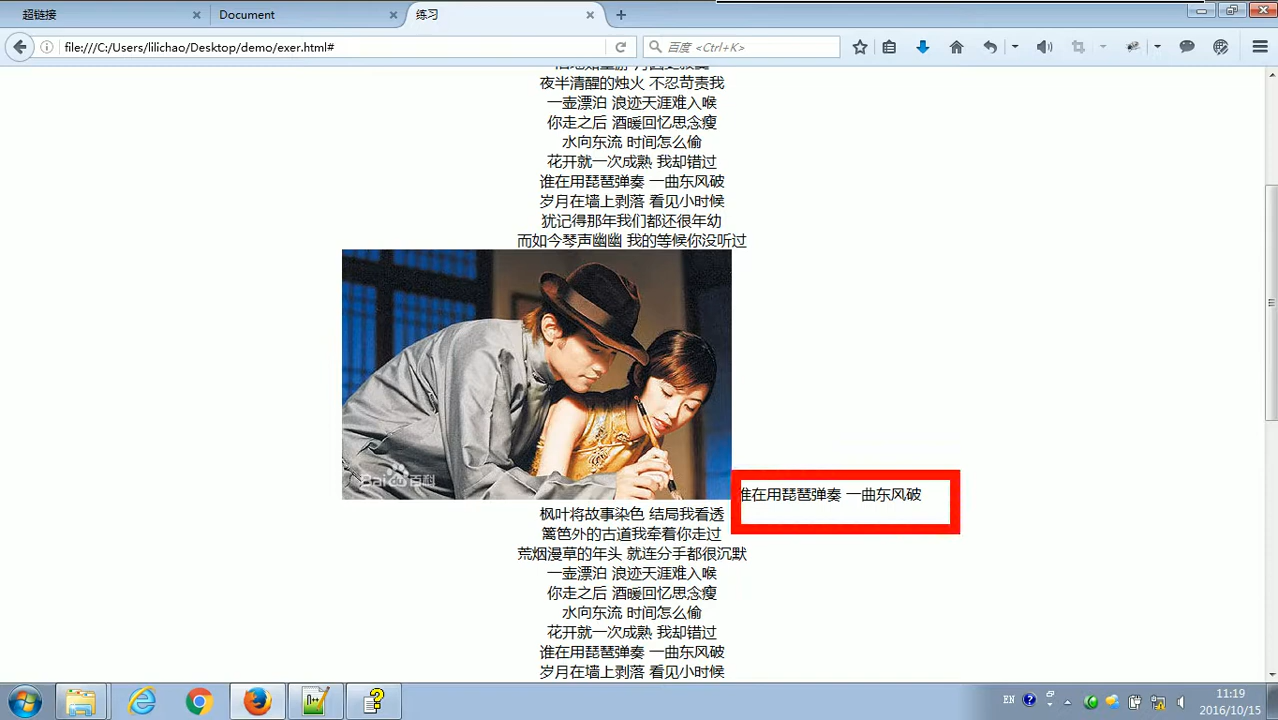 超链接
Document
练习
file:///C:/Users/lilichao/Desktop/demo/exer.html#
百度 <Ctrl+K>
夜半清醒的烛火 不忍苛责我
一壶漂泊 浪迹天涯难入喉
你走之后 酒暖回忆思念瘦
水向东流 时间怎么偷
花开就一次成熟 我却错过
谁在用琵琶弹奏 一曲东风破
岁月在墙上剥落 看见小时候
犹记得那年我们都还很年幼
而如今琴声幽幽 我的等候你没听过
Bai du 百科
谁在用琵琶弹奏 一曲东风破
枫叶将故事染色 结局我看透
篱笆外的古道我牵着你走过
荒烟漫草的年头 就连分手都很沉默
一壶漂泊 浪迹天涯难入喉
你走之后 酒暖回忆思念瘦
水向东流 时间怎么偷
花开就一次成熟 我却错过
谁在用琵琶弹奏 一曲东风破
岁月在墙上剥落 看见小时候
EN
11:19
2016/10/15